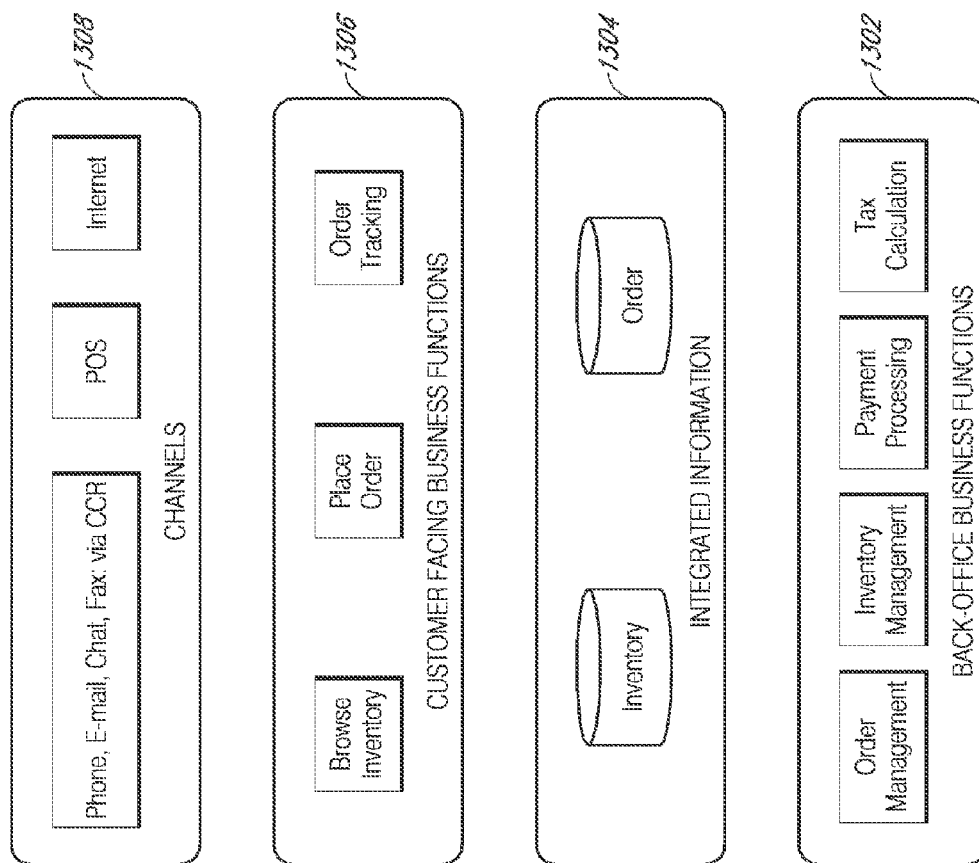 1308
Phone, E-mail, Chat, Fax: via CCR
POS
Internet
CHANNELS
1306
Browse
Inventory
Place
Order
Order
Tracking
CUSTOMER FACING BUSINESS FUNCTIONS
1304
Inventory
Order
INTEGRATED INFORMATION
1302
Order
Management
Inventory
Management
Payment
Processing
Tax
Calculation
BACK-OFFICE BUSINESS FUNCTIONS